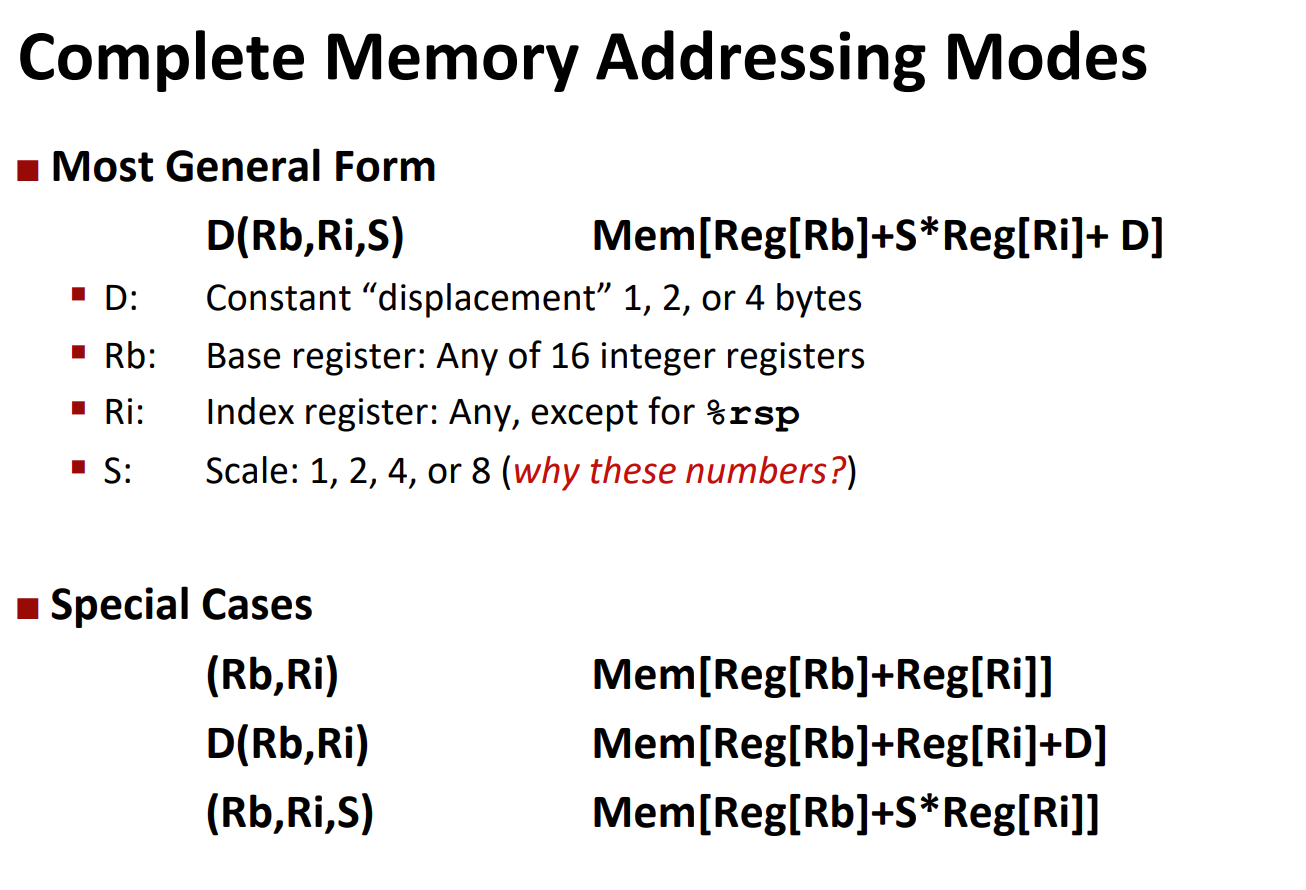 Complete Memory Addressing Modes
Most General Form
D(Rb,Ri,S) Mem[Reg[Rb]+S*Reg[Ri]+ D]
D: Constant “displacement” 1, 2, or 4 bytes
Rb: Base register: Any of 16 integer registers
Ri: Index register: Any, except for %rsp
S: Scale: 1, 2, 4, or 8 (why these numbers?)
Special Cases
(Rb,Ri) Mem[Reg[Rb]+Reg[Ri]]
D(Rb,Ri) Mem[Reg[Rb]+Reg[Ri]+D]
(Rb,Ri,S) Mem[Reg[Rb]+S*Reg[Ri]]